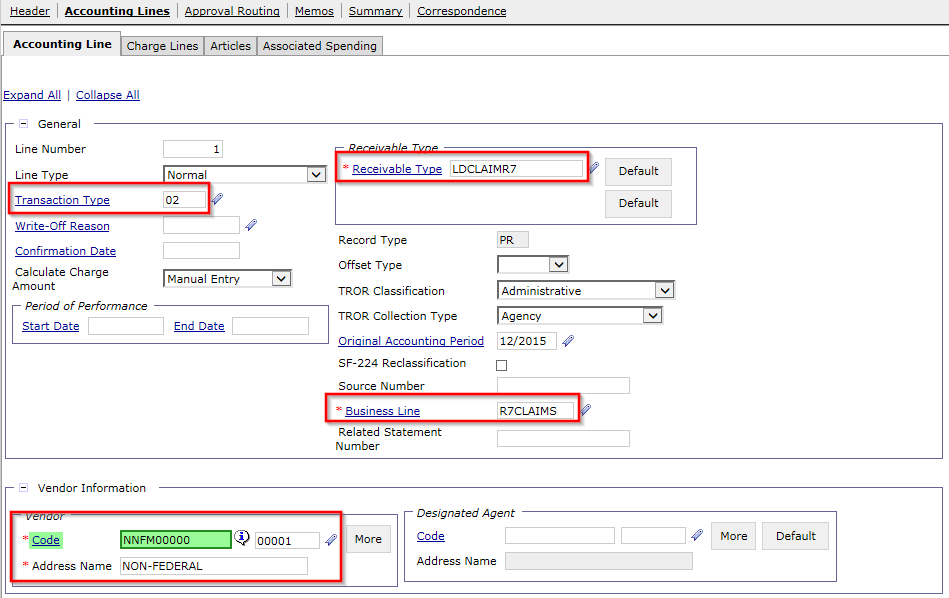 Header | Accounting Lines | Approval Routing | Memos | Summary | Correspondence
Accounting Line Charge Lines Articles Associated Spending
Expand All | Collapse All
General
Line Number 1
Line Type Normal
Transaction Type 02
Write-Off Reason
Confirmation Date
Calculate Charge
Amount
Manual Entry
Period of Performance
Start Date End Date
Receivable Type
* Receivable Type LDCLAIMR7 Default
Default
Record Type PR
Offset Type
TROR Classification Administrative
TROR Collection Type Agency
Original Accounting Period 12/2015
SF-224 Reclassification
Source Number
* Business Line R7CLAIMS
Related Statement
Number
Vendor Information
Vendor
* Code NNFM00000 00001 More
* Address Name NON-FEDERAL
Designated Agent
Code More Default
Address Name